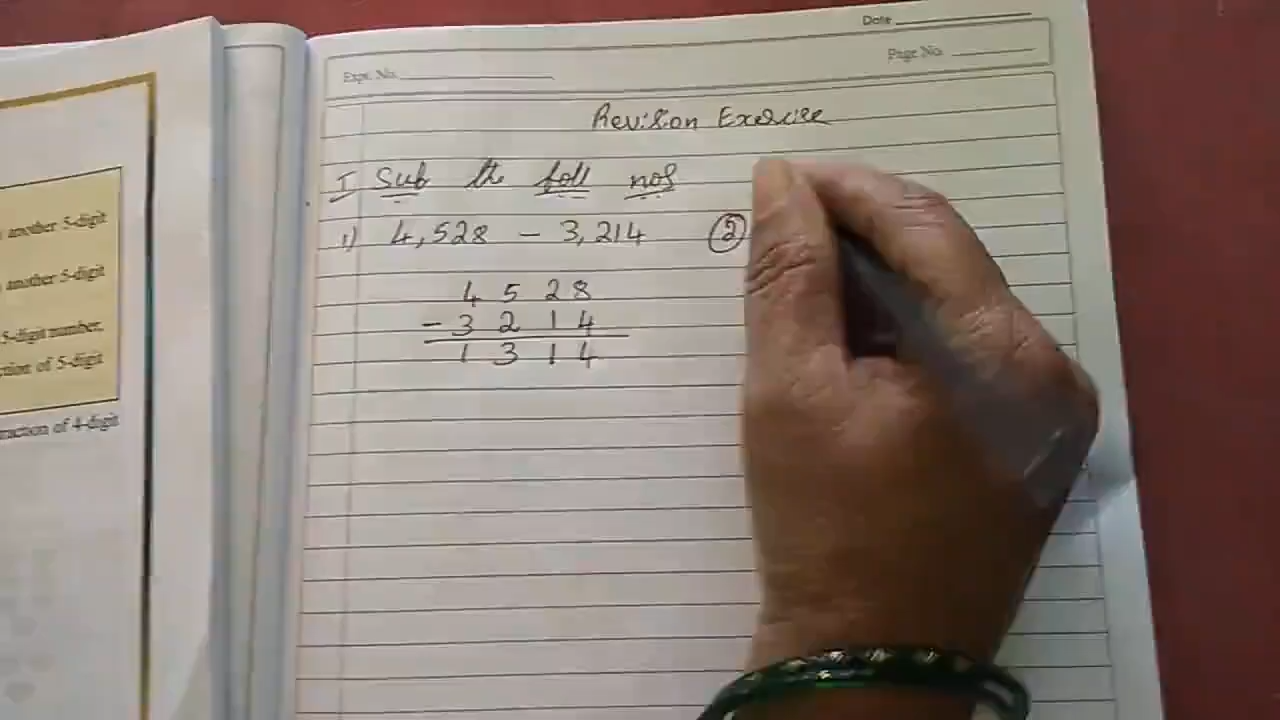 another 5-digit
another 5-digit
5-digit number.
of 5-digit
of 4-digit
Date
Expt. No.
Page No.
Revision Exercise
I Sub the foll nos
1) 4,528 - 3,214 2
4 5 2 8
- 3 2 1 4
1 3 1 4